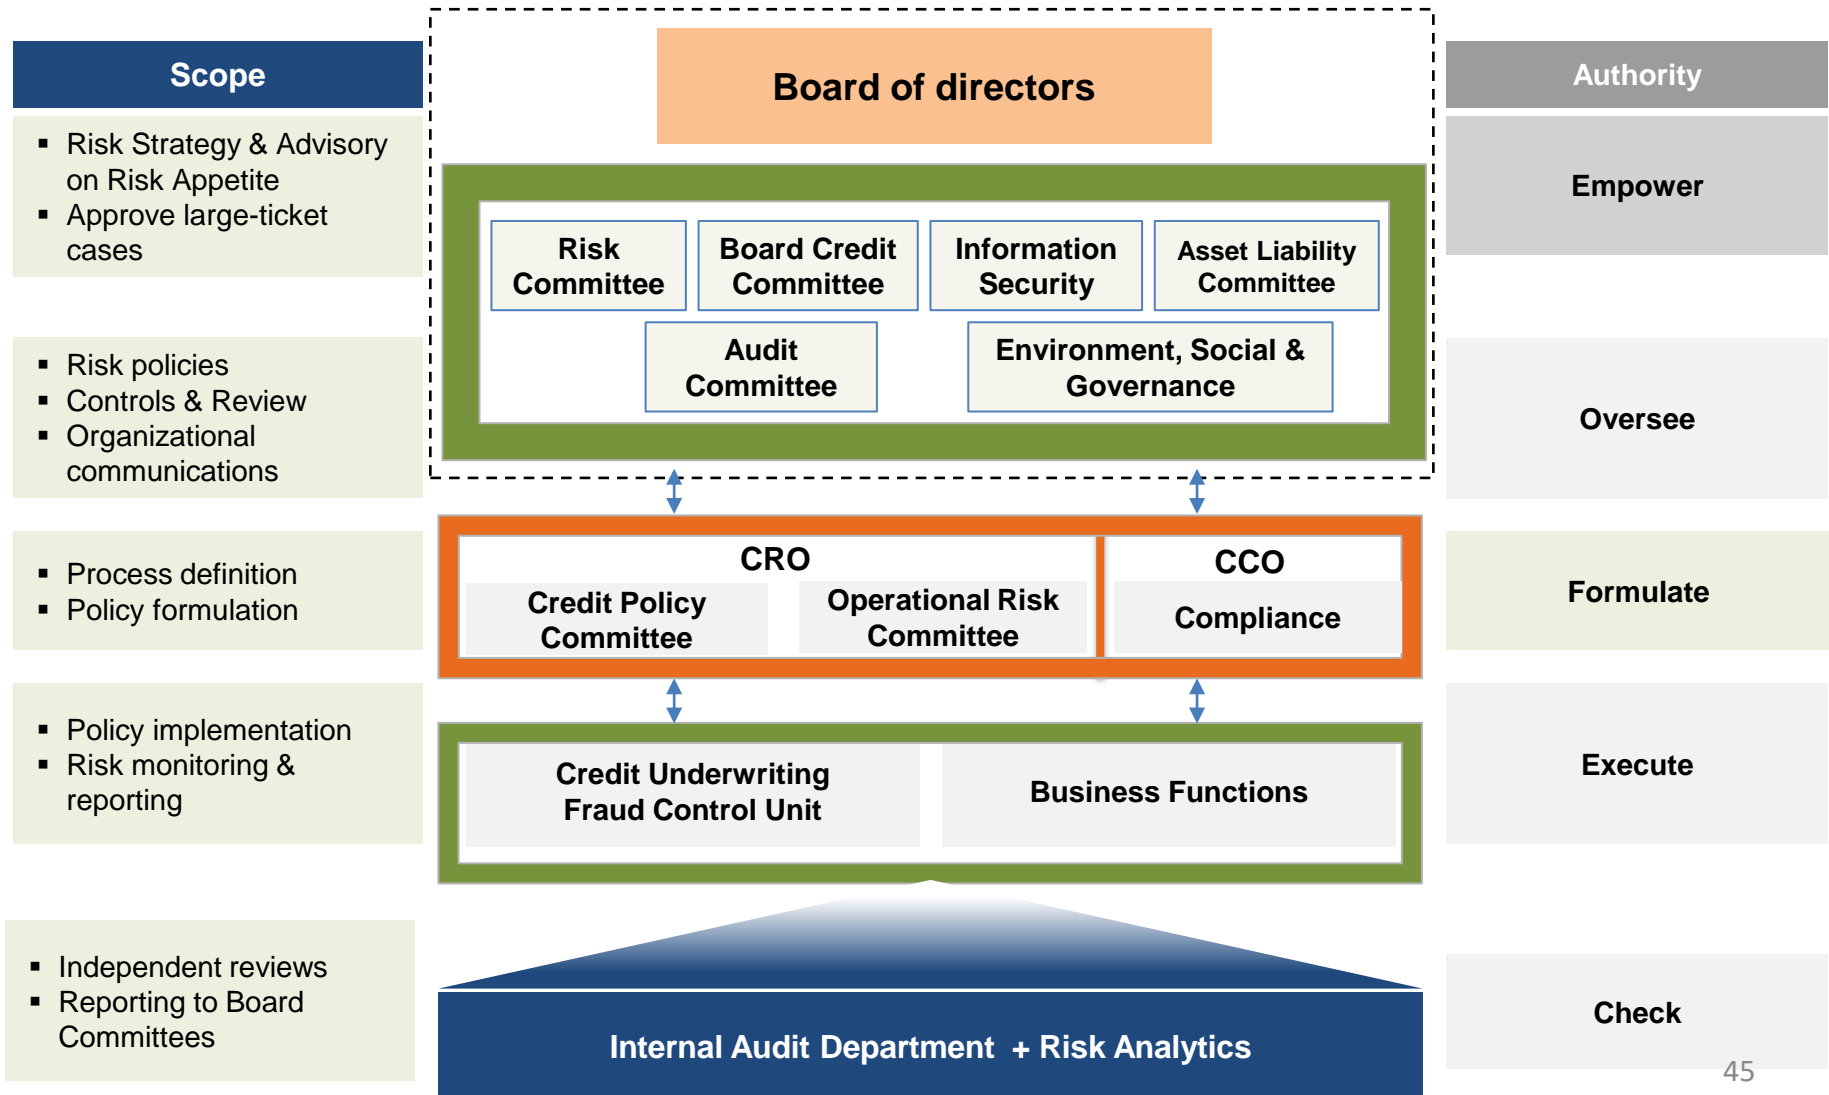 Scope
▪ Risk Strategy & Advisory
on Risk Appetite
▪ Approve large-ticket
cases
▪ Risk policies
▪ Controls & Review
▪ Organizational
communications
▪ Process definition
▪ Policy formulation
▪ Policy implementation
▪ Risk monitoring &
reporting
▪ Independent reviews
▪ Reporting to Board
Committees
Board of directors
Risk
Committee
Board Credit
Committee
Information
Security
Asset Liability
Committee
Audit
Committee
Environment, Social &
Governance
CRO
Credit Policy
Committee
Operational Risk
Committee
CCO
Compliance
Credit Underwriting
Fraud Control Unit
Business Functions
Internal Audit Department + Risk Analytics
Authority
Empower
Oversee
Formulate
Execute
Check
45